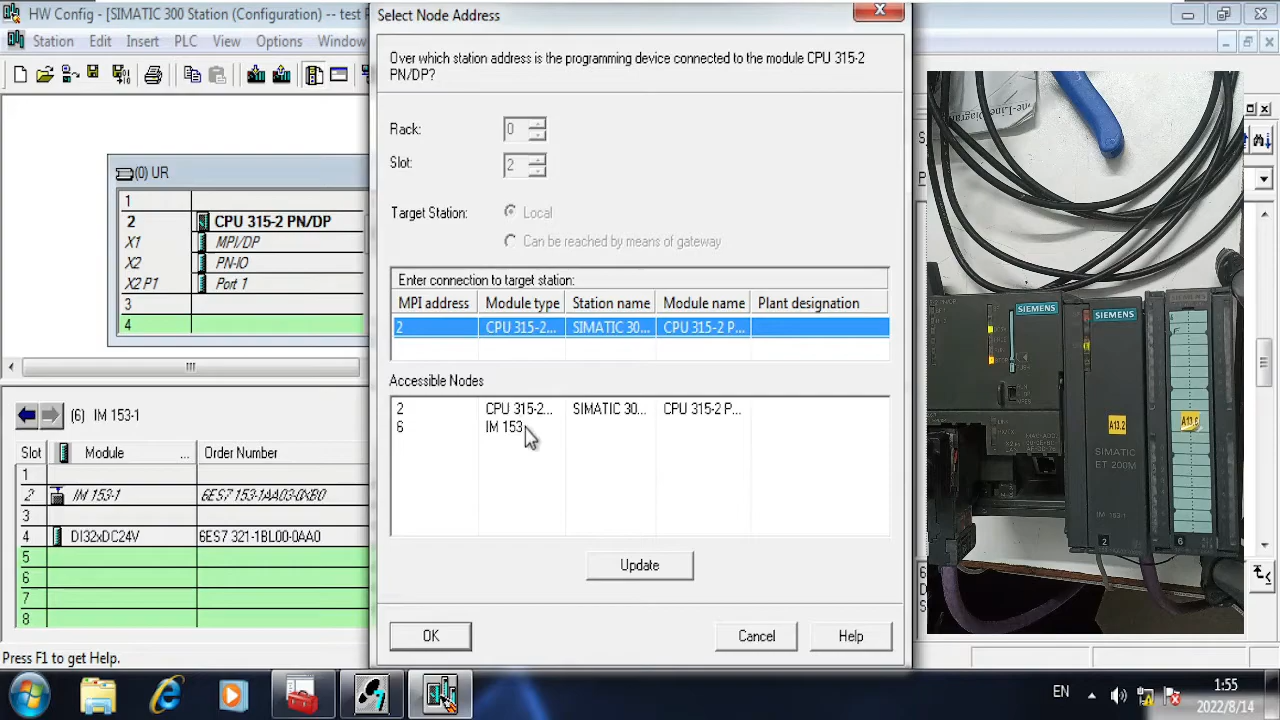 HW Config - [SIMATIC 300 Station (Configuration) -- test
Station Edit Insert PLC View Options Window
Select Node Address
Over which station address is the programming device connected to the module CPU 315-2
PN/DP?
Rack: 0
Slot: 2
Target Station: Local
Can be reached by means of gateway
Enter connection to target station:
MPI address Module type Station name Module name Plant designation
2 CPU 315-2... SIMATIC 30... CPU 315-2 P...
Accessible Nodes
2 CPU 315-2... SIMATIC 30... CPU 315-2 P...
6 IM 153
Update
OK Cancel Help
(0) UR
1
2 CPU 315-2 PN/DP
X1 MPI/DP
X2 PN-IO
X2 P1 Port 1
3
4
(6) IM 153-1
Slot Module ... Order Number
1
2 IM 153-1 6ES7 153-1AA03-0XB0
3
4 DI32xDC24V 6ES7 321-1BL00-0AA0
5
6
7
8
Press F1 to get Help.
SIEMENS
SIEMENS
A13.2
SIMATIC
ET 200M
IM 153-1
2
6
EN
1:55
2022/8/14